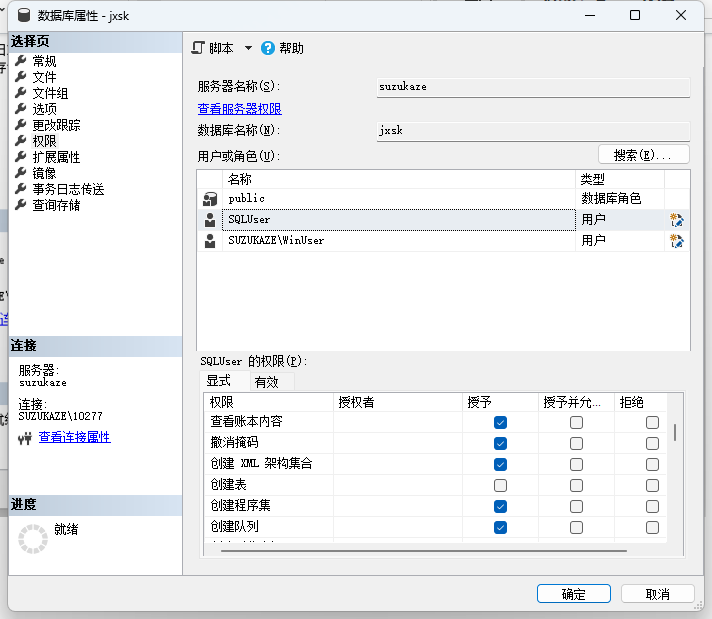 数据库属性 - jxsk
选择页
常规
文件
文件组
选项
更改跟踪
权限
扩展属性
镜像
事务日志传送
查询存储
连接
服务器:
suzukaze
连接:
SUZUKAZE\10277
查看连接属性
进度
就绪
脚本
帮助
服务器名称(S):
suzukaze
查看服务器权限
数据库名称(N):
jxsk
用户或角色(U):
搜索(E)...
名称 类型
public 数据库角色
SQLUser 用户
SUZUKAZE\WinUser 用户
SQLUser 的权限(P):
显式 有效
权限 授权者 授予 授予并允... 拒绝
查看账本内容
撤消掩码
创建 XML 架构集合
创建表
创建程序集
创建队列
确定 取消